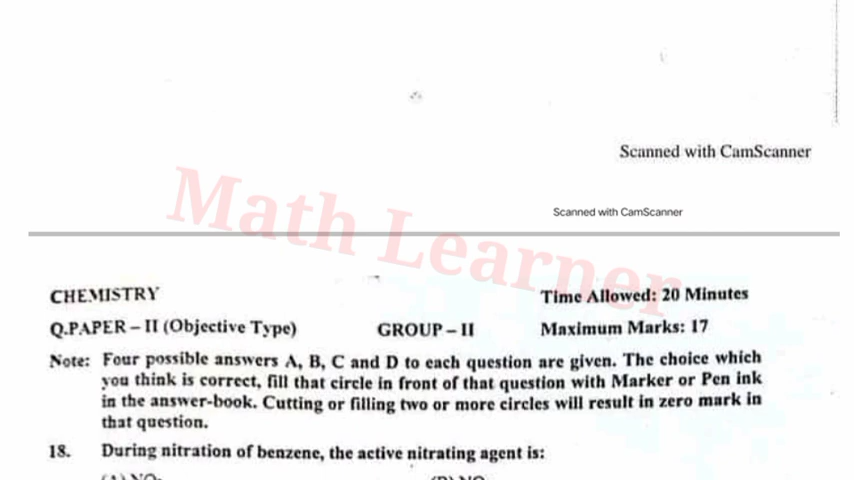 Scanned with CamScanner
Scanned with CamScanner
Math Learner
CHEMISTRY
Time Allowed: 20 Minutes
Q.PAPER – II (Objective Type)
GROUP – II
Maximum Marks: 17
Note: Four possible answers A, B, C and D to each question are given. The choice which
you think is correct, fill that circle in front of that question with Marker or Pen ink
in the answer-book. Cutting or filling two or more circles will result in zero mark in
that question.
18. During nitration of benzene, the active nitrating agent is: